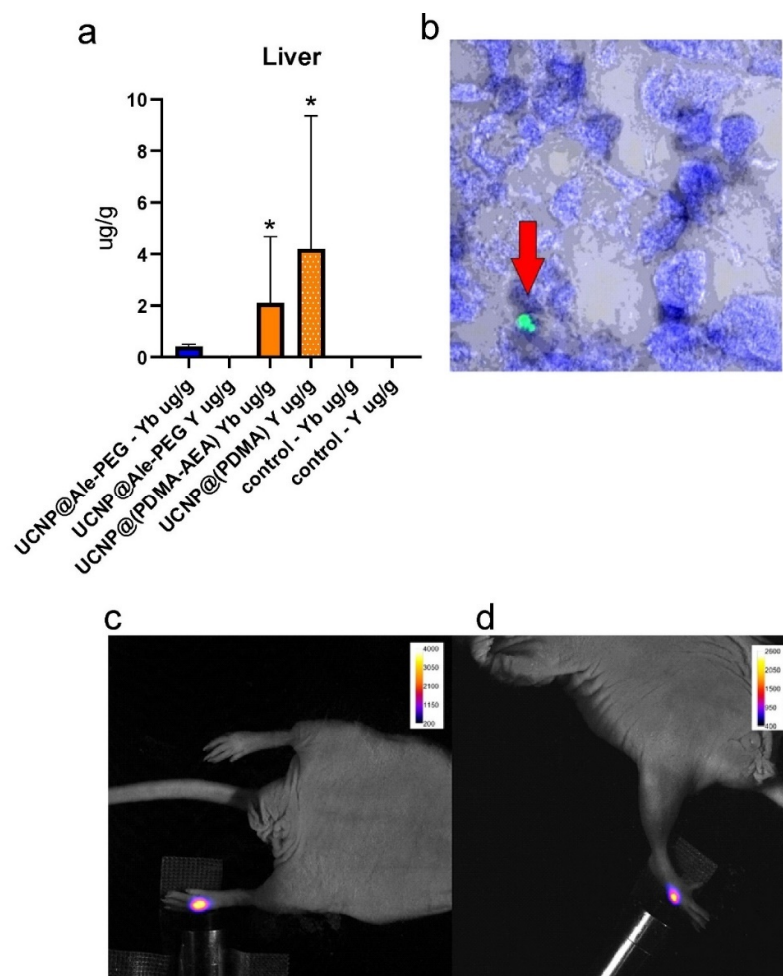 a
Liver
10
8
6
4
2
0
ug/g
*
*
UCNP@Ale-PEG - Yb ug/g
UCNP@Ale-PEG Y ug/g
UCNP@(PDMA-AEA) Yb ug/g
UCNP@(PDMA) Y ug/g
control - Yb ug/g
control - Y ug/g
b
c
4000
3050
2100
1150
200
d
2600
2050
1500
950
400